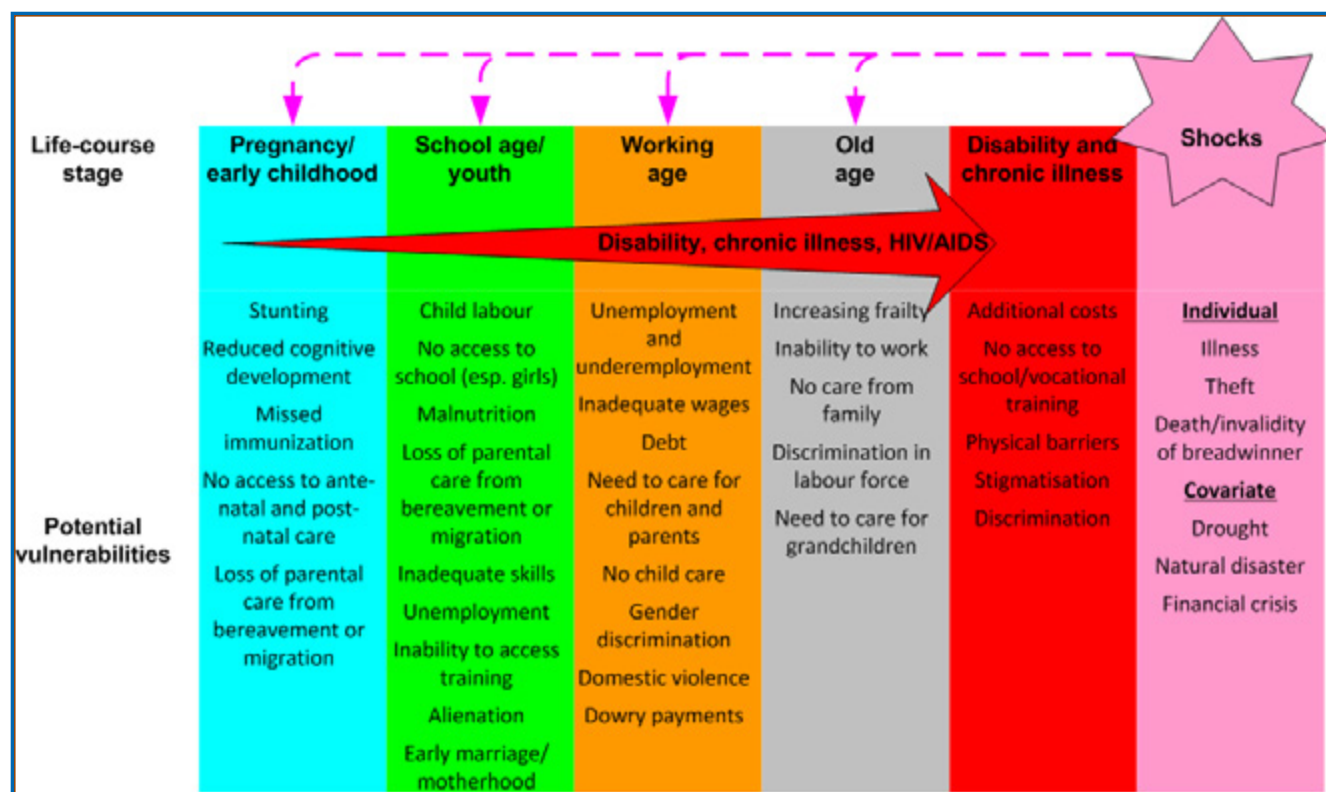 Life-course
stage
Pregnancy/
early childhood
School age/
youth
Working
age
Old
age
Disability and
chronic illness
Shocks
Disability, chronic illness, HIV/AIDS
Potential
vulnerabilities
Stunting
Reduced cognitive
development
Missed
immunization
No access to ante-
natal and post-
natal care
Loss of parental
care from
bereavement or
migration
Child labour
No access to
school (esp. girls)
Malnutrition
Loss of parental
care from
bereavement or
migration
Inadequate skills
Unemployment
Inability to access
training
Alienation
Early marriage/
motherhood
Unemployment
and
underemployment
Inadequate wages
Debt
Need to care for
children and
parents
No child care
Gender
discrimination
Domestic violence
Dowry payments
Increasing frailty
Inability to work
No care from
family
Discrimination in
labour force
Need to care for
grandchildren
Additional costs
No access to
school/vocational
training
Physical barriers
Stigmatisation
Discrimination
Individual
Illness
Theft
Death/invalidity
of breadwinner
Covariate
Drought
Natural disaster
Financial crisis